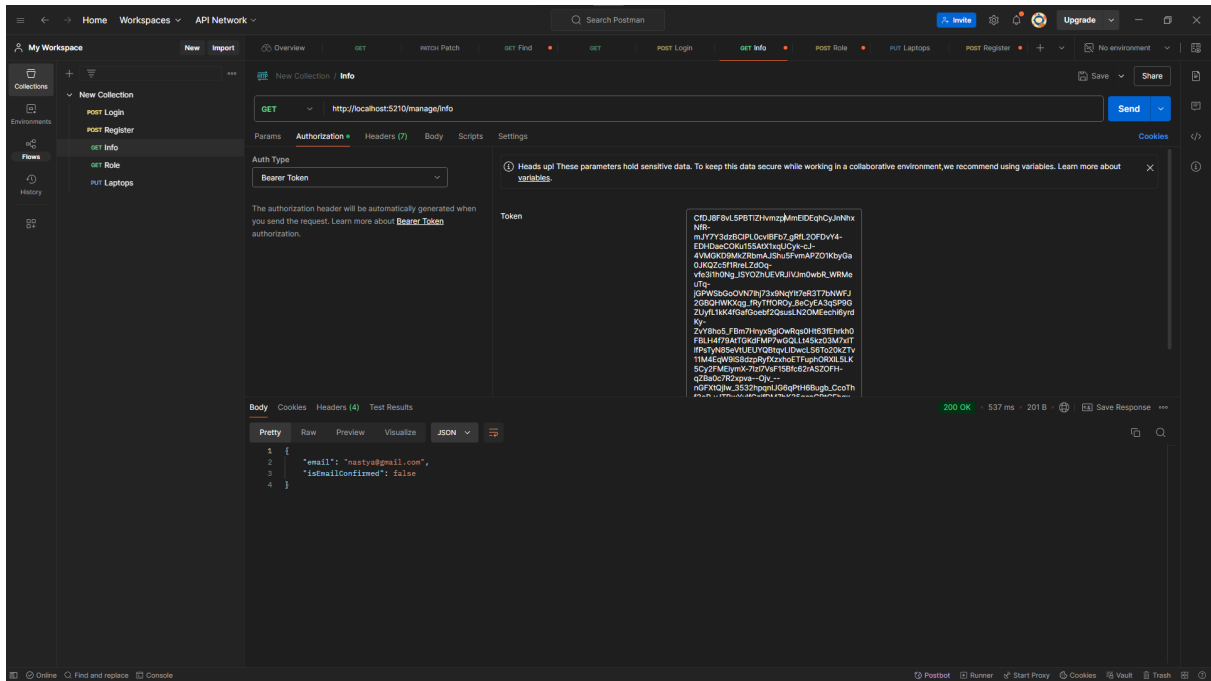 Home Workspaces API Network Search Postman Invite Upgrade
My Workspace New Import Overview GET PATCH Patch GET Find GET POST Login GET Info POST Role PUT Laptops POST Register No environment
Collections
Environments
Flows
History
New Collection
POST Login
POST Register
GET Info
GET Role
PUT Laptops
HTTP New Collection / Info Save Share
GET http://localhost:5210/manage/info Send
Params Authorization Headers (7) Body Scripts Settings Cookies
Auth Type
Bearer Token
The authorization header will be automatically generated when
you send the request. Learn more about Bearer Token
authorization.
Heads up! These parameters hold sensitive data. To keep this data secure while working in a collaborative environment,we recommend using variables. Learn more about
variables.
Token
NfR-
uTq-
Ky-
Body Cookies Headers (4) Test Results 200 OK 537 ms 201 B Save Response
Pretty Raw Preview Visualize JSON
1 {
2 "email": "nastya@gmail.com",
3 "isEmailConfirmed": false
4 }
Online Find and replace Console Postbot Runner Start Proxy Cookies Vault Trash